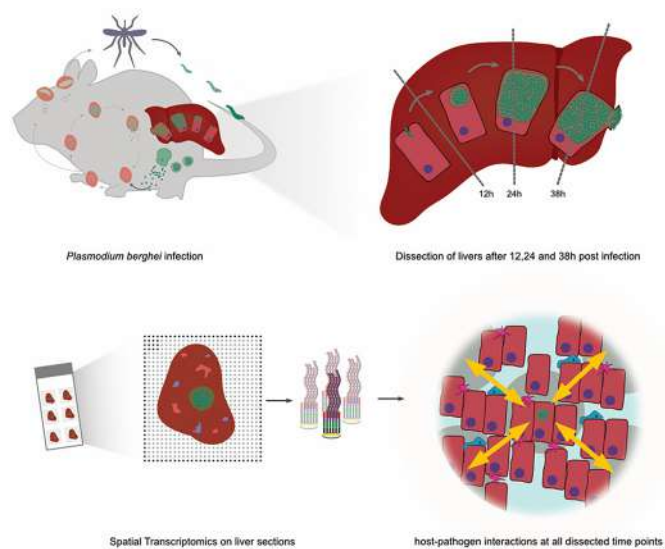 12h
24h
38h
Plasmodium berghei infection
Dissection of livers after 12,24 and 38h post infection
Spatial Transcriptomics on liver sections
host-pathogen interactions at all dissected time points